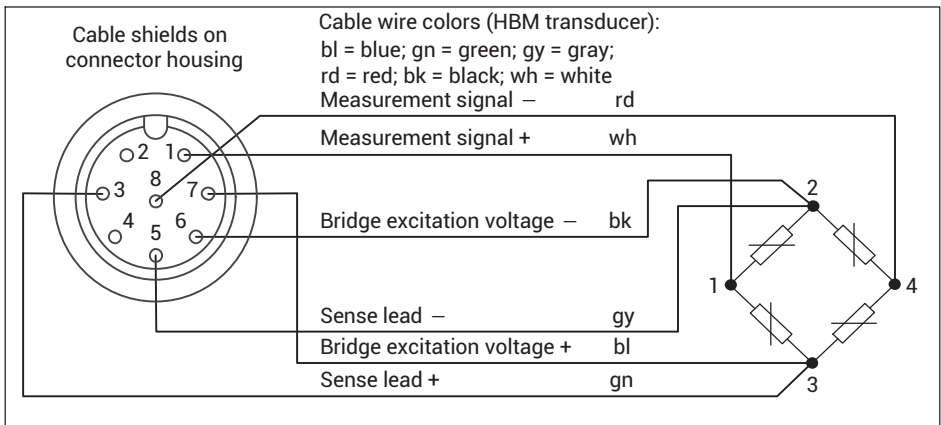 Cable shields on
connector housing
Cable wire colors (HBM transducer):
bl = blue; gn = green; gy = gray;
rd = red; bk = black; wh = white
Measurement signal − rd
Measurement signal + wh
2 1
8
3 7
4 6
5
Bridge excitation voltage − bk
2
1 4
Sense lead − gy
Bridge excitation voltage + bl
Sense lead + gn
3